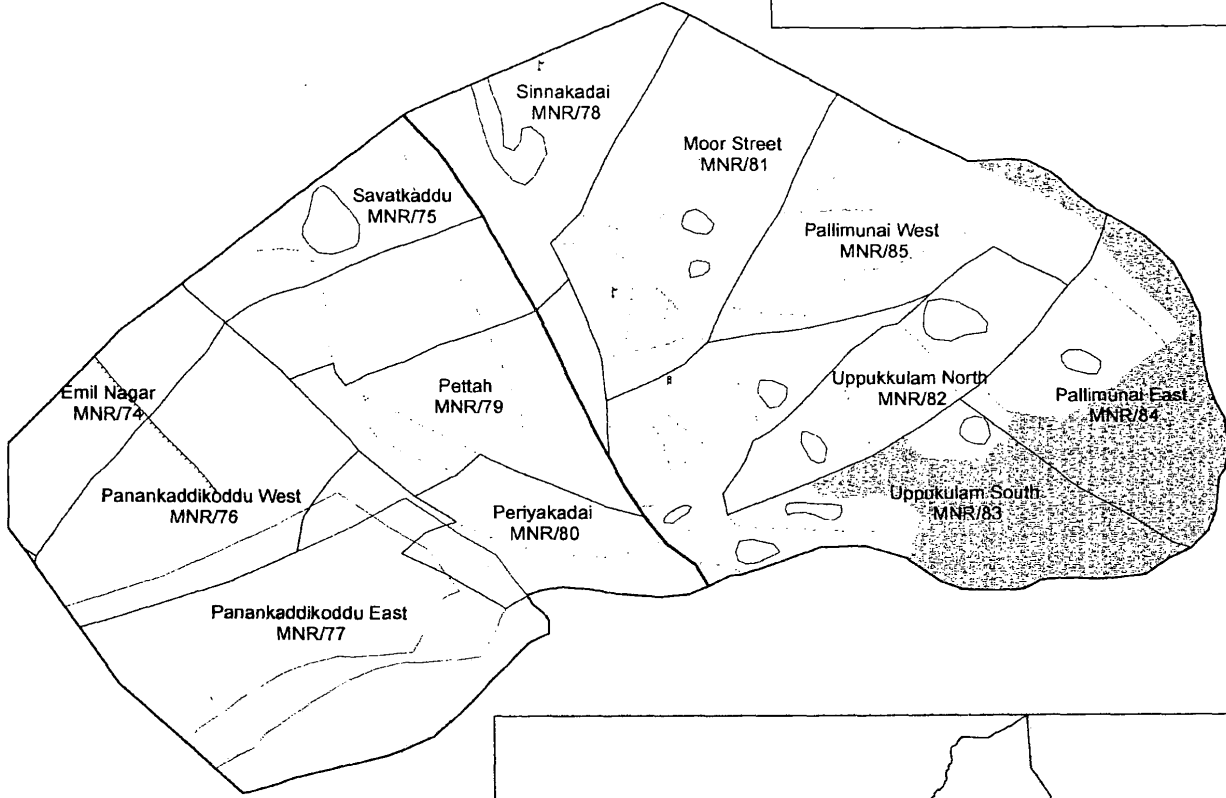 Sinnakadai
MNR/78
Moor Street
MNR/81
Savatkaddu
MNR/75
Pallimunai West
MNR/85
Emil Nagar
MNR/74
Pettah
MNR/79
Uppukkulam North
MNR/82
Pallimunai East
MNR/84
Panankaddikoddu West
MNR/76
Periyakadai
MNR/80
Uppukulam South
MNR/83
Panankaddikoddu East
MNR/77